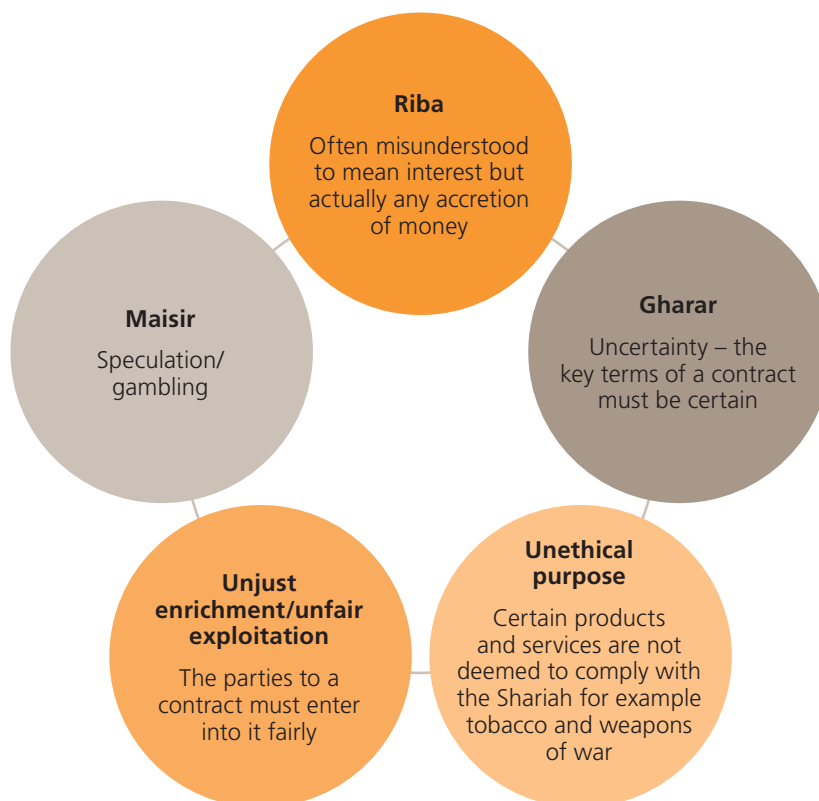 Riba
Often misunderstood
to mean interest but
actually any accretion
of money
Gharar
Uncertainty – the
key terms of a contract
must be certain
Unethical
purpose
Certain products
and services are not
deemed to comply with
the Shariah for example
tobacco and weapons
of war
Unjust
enrichment/unfair
exploitation
The parties to a
contract must enter
into it fairly
Maisir
Speculation/
gambling